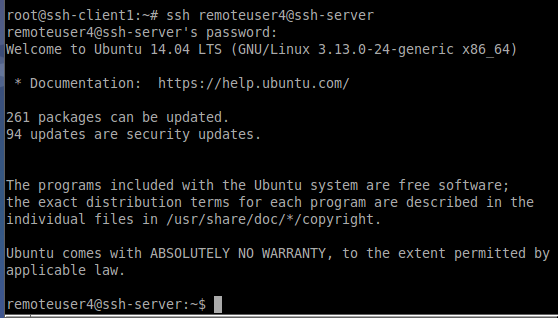 root@ssh-client1:~# ssh remoteuser4@ssh-server
remoteuser4@ssh-server's password:
Welcome to Ubuntu 14.04 LTS (GNU/Linux 3.13.0-24-generic x86_64)
* Documentation:  https://help.ubuntu.com/
261 packages can be updated.
94 updates are security updates.
The programs included with the Ubuntu system are free software;
the exact distribution terms for each program are described in the
individual files in /usr/share/doc/*/copyright.
Ubuntu comes with ABSOLUTELY NO WARRANTY, to the extent permitted by
applicable law.
remoteuser4@ssh-server:~$